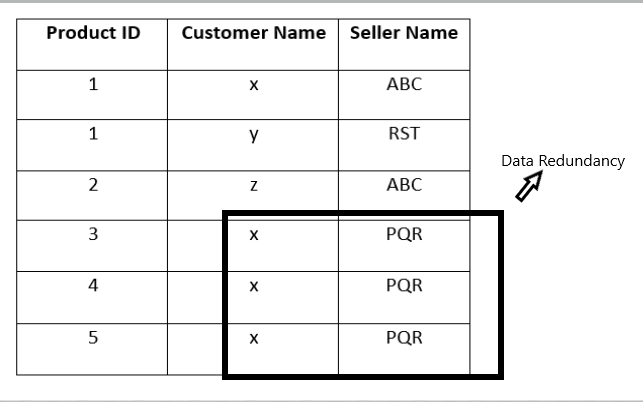 Product ID Customer Name Seller Name
1 x ABC
1 y RST
Data Redundancy
2 z ABC
3 x PQR
4 x PQR
5 x PQR